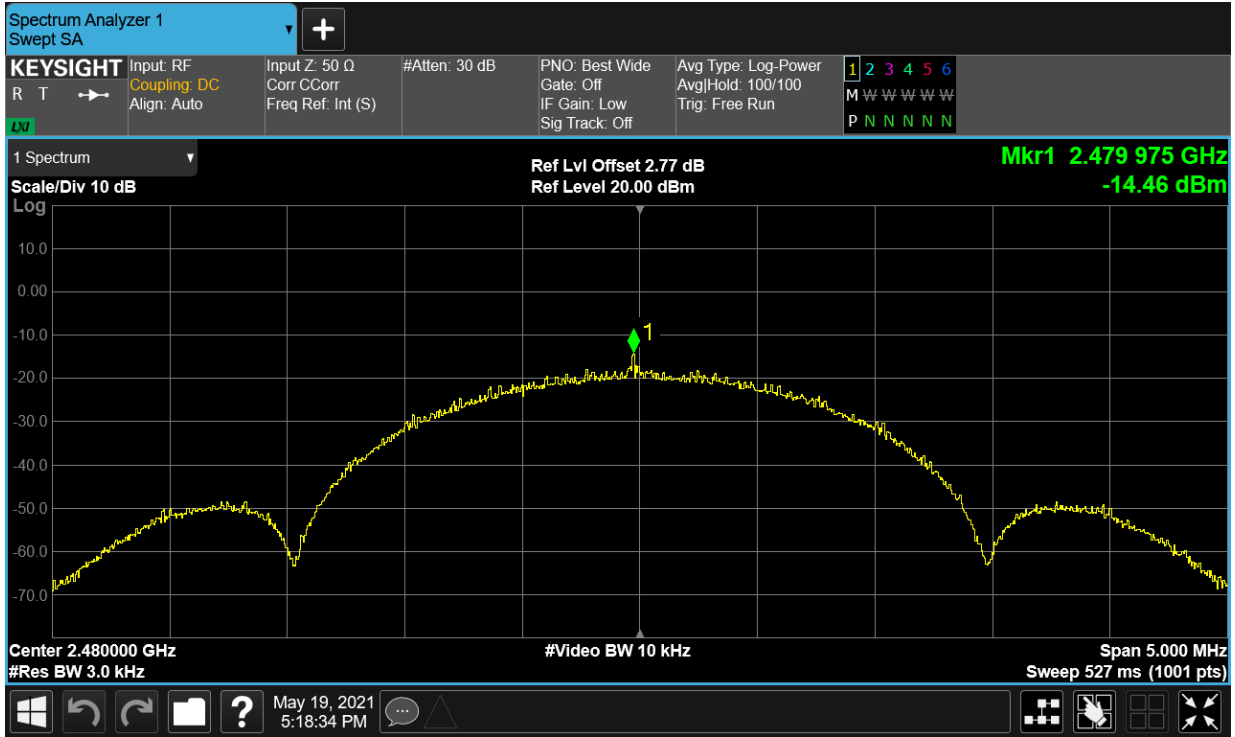 Spectrum Analyzer 1
Swept SA
+
KEYSIGHT
R T
LXI
Input: RF
Coupling: DC
Align: Auto
Input Z: 50 Ω
Corr CCorr
Freq Ref: Int (S)
#Atten: 30 dB
PNO: Best Wide
Gate: Off
IF Gain: Low
Sig Track: Off
Avg Type: Log-Power
Avg|Hold: 100/100
Trig: Free Run
1 2 3 4 5 6
M W W W W W
P N N N N N
1 Spectrum
Scale/Div 10 dB
Log
Ref Lvl Offset 2.77 dB
Ref Level 20.00 dBm
Mkr1 2.479 975 GHz
-14.46 dBm
10.0
0.00
-10.0
-20.0
-30.0
-40.0
-50.0
-60.0
-70.0
1
Center 2.480000 GHz
#Res BW 3.0 kHz
#Video BW 10 kHz
Span 5.000 MHz
Sweep 527 ms (1001 pts)
?
May 19, 2021
5:18:34 PM